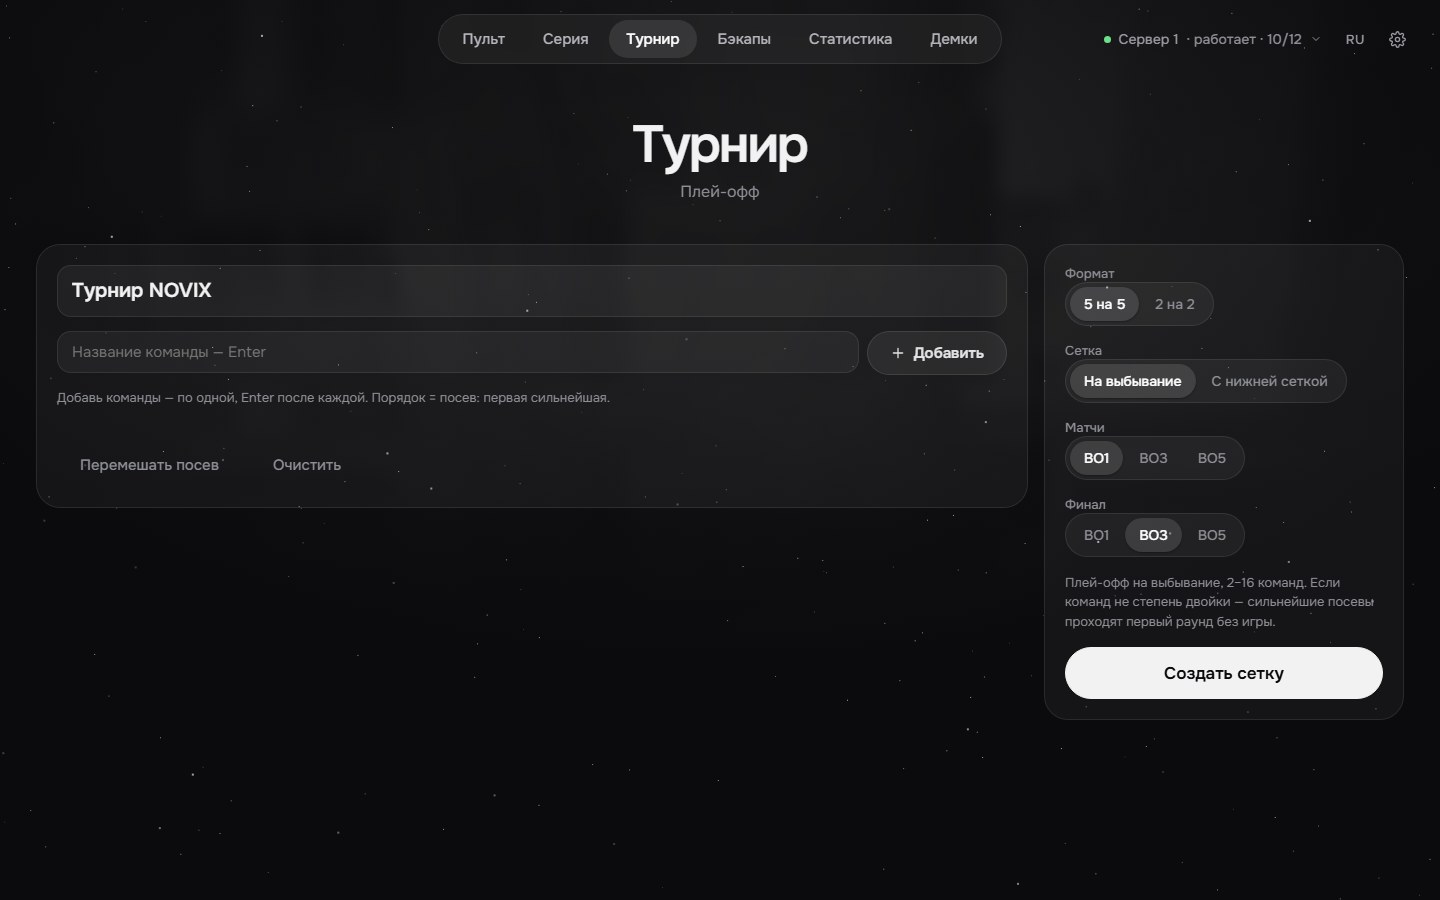 Пульт
Серия
Турнир
Бэкапы
Статистика
Демки
Сервер 1 · работает · 10/12
RU
Турнир
Плей-офф
Турнир NOVIX
Название команды — Enter
+ Добавить
Добавь команды — по одной, Enter после каждой. Порядок = посев: первая сильнейшая.
Перемешать посев
Очистить
Формат
5 на 5
2 на 2
Сетка
На выбывание
С нижней сеткой
Матчи
BO1
BO3
BO5
Финал
BO1
BO3
BO5
Плей-офф на выбывание, 2–16 команд. Если
команд не степень двойки — сильнейшие посевы
проходят первый раунд без игры.
Создать сетку